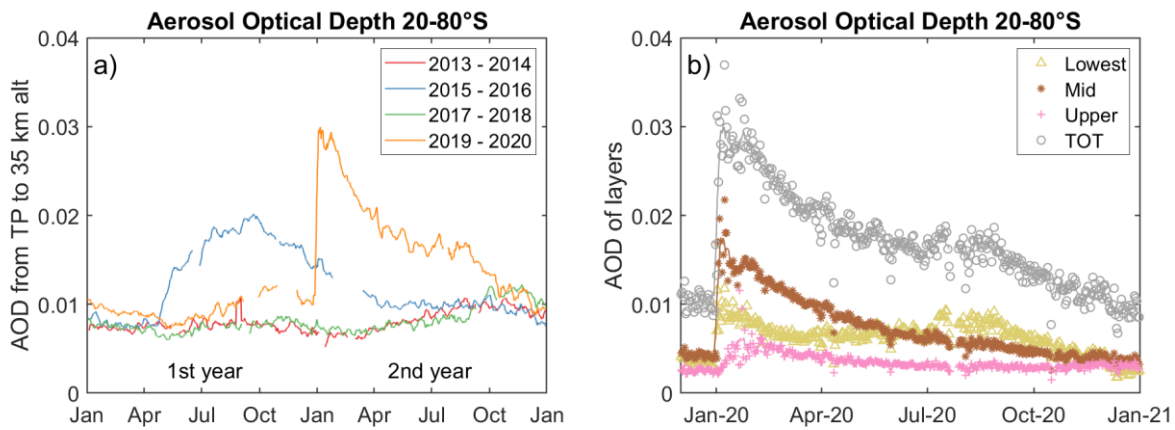 Aerosol Optical Depth 20-80°S
a)
AOD from TP to 35 km alt
0.04
0.03
0.02
0.01
0
2013 - 2014
2015 - 2016
2017 - 2018
2019 - 2020
1st year
2nd year
Jan Apr Jul Oct Jan Apr Jul Oct Jan
Aerosol Optical Depth 20-80°S
b)
AOD of layers
0.04
0.03
0.02
0.01
0
Lowest
Mid
Upper
TOT
Jan-20 Apr-20 Jul-20 Oct-20 Jan-21